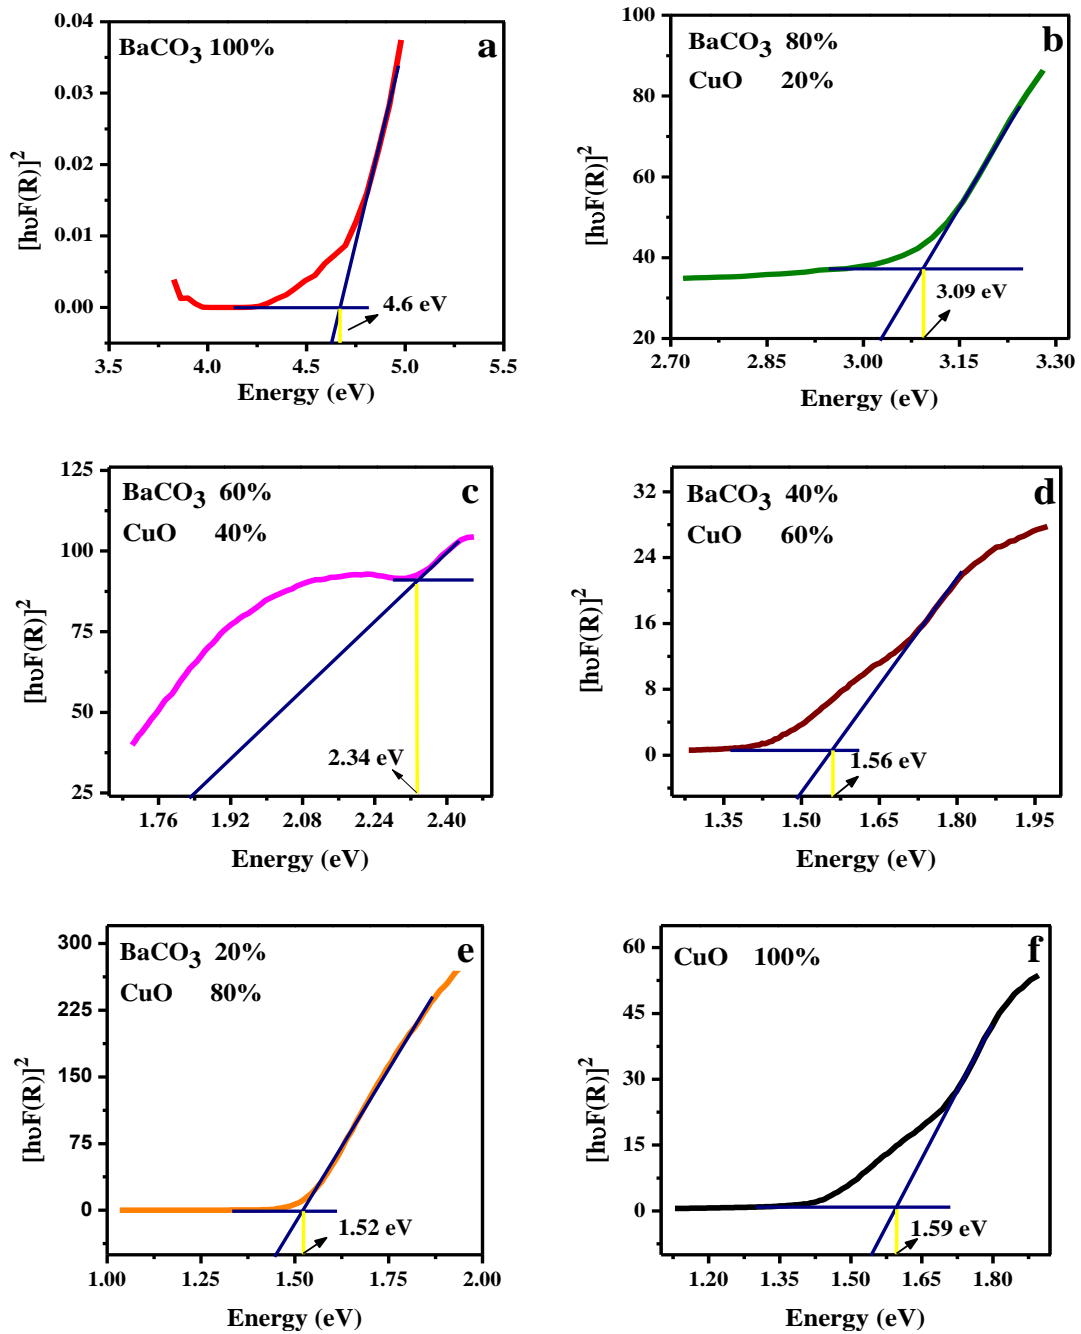 BaCO3 100%
a
0.04
0.03
0.02
0.01
0.00
[hυF(R)]2
4.6 eV
3.5 4.0 4.5 5.0 5.5
Energy (eV)
BaCO3 80%
CuO 20%
b
100
80
60
40
20
[hυF(R)]2
3.09 eV
2.70 2.85 3.00 3.15 3.30
Energy (eV)
BaCO3 60%
CuO 40%
c
125
100
75
50
25
[hυF(R)]2
2.34 eV
1.76 1.92 2.08 2.24 2.40
Energy (eV)
BaCO3 40%
CuO 60%
d
32
24
16
8
0
[hυF(R)]2
1.56 eV
1.35 1.50 1.65 1.80 1.95
Energy (eV)
BaCO3 20%
CuO 80%
e
300
225
150
75
0
[hυF(R)]2
1.52 eV
1.00 1.25 1.50 1.75 2.00
Energy (eV)
CuO 100%
f
60
45
30
15
0
[hυF(R)]2
1.59 eV
1.20 1.35 1.50 1.65 1.80
Energy (eV)